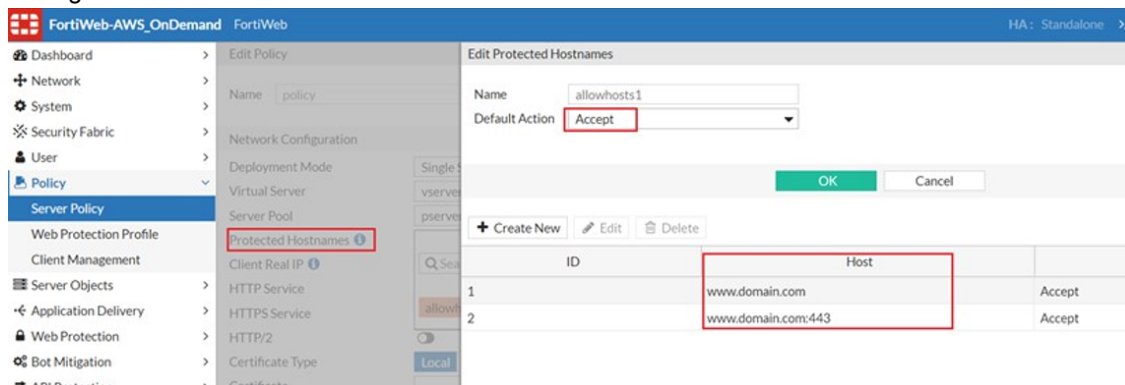 FortiWeb-AWS_OnDemand FortiWeb HA: Standalone
Dashboard
Network
System
Security Fabric
User
Policy
Server Policy
Web Protection Profile
Client Management
Server Objects
Application Delivery
Web Protection
Bot Mitigation
Edit Policy
Name policy
Network Configuration
Deployment Mode Single
Virtual Server
Server Pool
Protected Hostnames
Client Real IP
HTTP Service
HTTPS Service
HTTP/2
Certificate Type Local
Edit Protected Hostnames
Name allowhosts1
Default Action Accept
OK Cancel
Create New Edit Delete
ID Host
1 www.domain.com Accept
2 www.domain.com:443 Accept